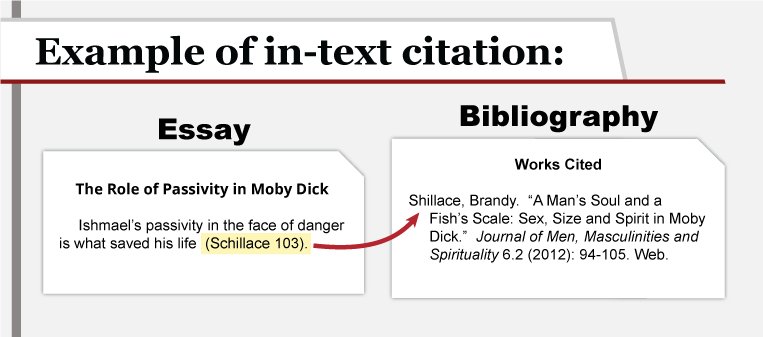 Example of in-text citation:
Essay
The Role of Passivity in Moby Dick
Ishmael’s passivity in the face of danger
is what saved his life (Schillace 103).
Bibliography
Works Cited
Shillace, Brandy. “A Man’s Soul and a
Fish’s Scale: Sex, Size and Spirit in Moby
Dick.” Journal of Men, Masculinities and
Spirituality 6.2 (2012): 94-105. Web.